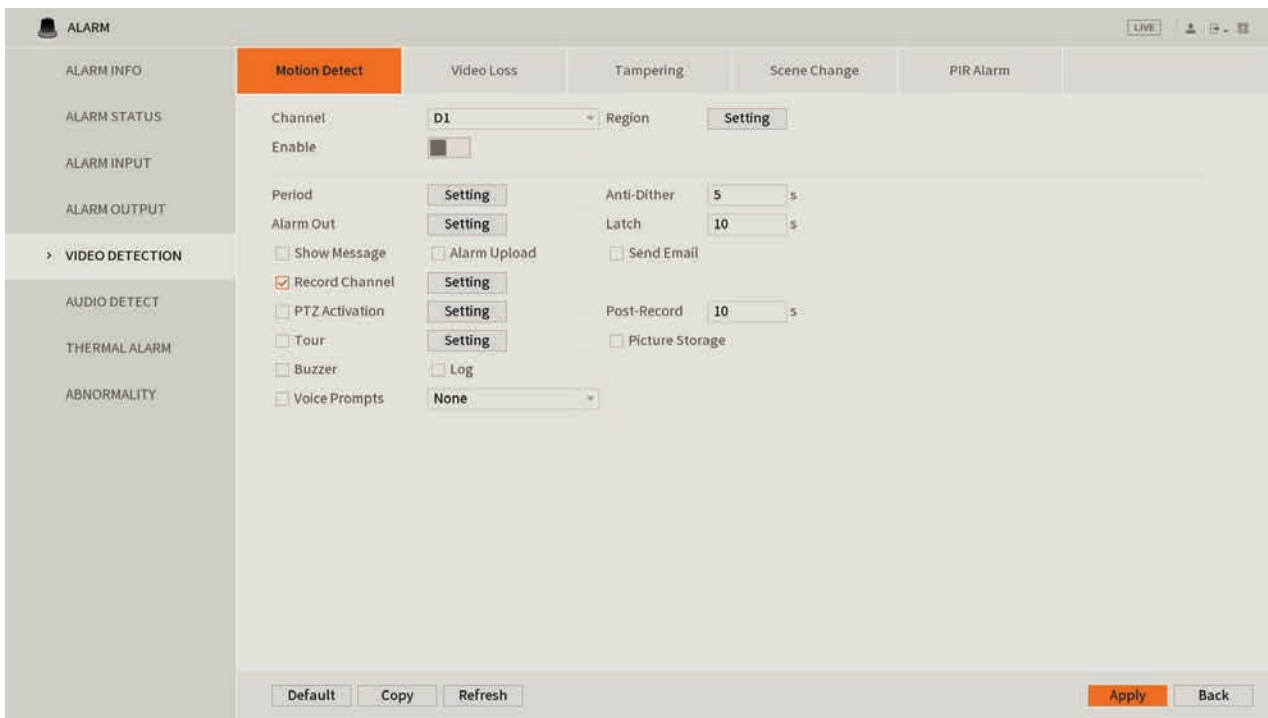 ALARM
LIVE
ALARM INFO
ALARM STATUS
ALARM INPUT
ALARM OUTPUT
> VIDEO DETECTION
AUDIO DETECT
THERMAL ALARM
ABNORMALITY
Motion Detect Video Loss Tampering Scene Change PIR Alarm
Channel D1 Region Setting
Enable
Period Setting Anti-Dither 5 s
Alarm Out Setting Latch 10 s
Show Message Alarm Upload Send Email
Record Channel Setting
PTZ Activation Setting Post-Record 10 s
Tour Setting Picture Storage
Buzzer Log
Voice Prompts None
Default Copy Refresh Apply Back